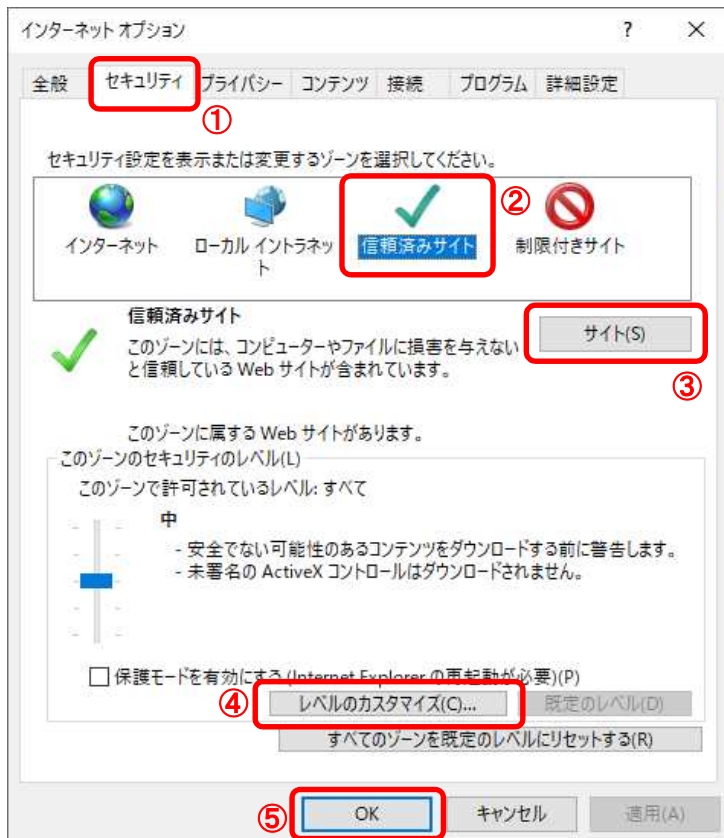 インターネット オプション ? ×
全般 セキュリティ プライバシー コンテンツ 接続 プログラム 詳細設定
①
セキュリティ設定を表示または変更するゾーンを選択してください。
②
インターネット ローカル イントラネッ 信頼済みサイト 制限付きサイト
ト
信頼済みサイト
サイト(S)
このゾーンには、コンピューターやファイルに損害を与えない
と信頼している Web サイトが含まれています。
③
このゾーンに属する Web サイトがあります。
このゾーンのセキュリティのレベル(L)
このゾーンで許可されているレベル: すべて
中
- 安全でない可能性のあるコンテンツをダウンロードする前に警告します。
- 未署名の ActiveX コントロールはダウンロードされません。
保護モードを有効にする (Internet Explorer の再起動が必要)(P)
④ レベルのカスタマイズ(C)... 既定のレベル(D)
すべてのゾーンを既定のレベルにリセットする(R)
⑤ OK キャンセル 適用(A)